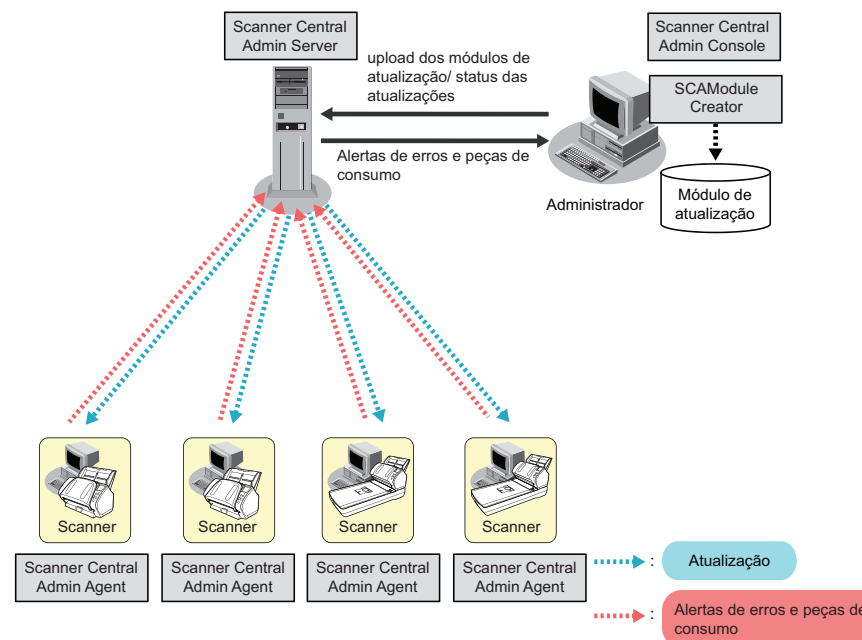 Scanner Central
Admin Server
upload dos módulos de
atualização/ status das
atualizações
Alertas de erros e peças de
consumo
Scanner Central
Admin Console
SCAModule
Creator
Administrador
Módulo de
atualização
Scanner
Scanner
Scanner
Scanner
Scanner Central
Admin Agent
Scanner Central
Admin Agent
Scanner Central
Admin Agent
Scanner Central
Admin Agent
: Atualização
: Alertas de erros e peças de
consumo